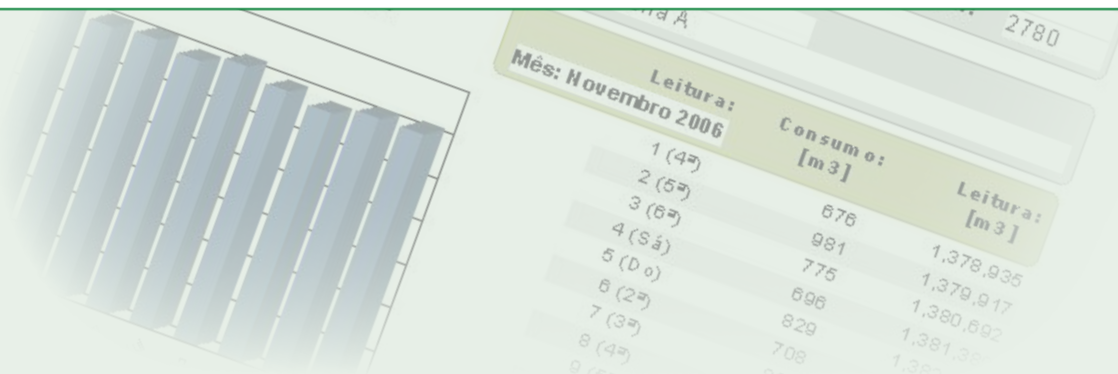 2780
Mês: Novembro 2006
Leitura:
Consumo:
[m3]
Leitura:
[m3]
1 (4ª) 676 1,378,935
2 (5ª) 981 1,379,917
3 (6ª) 775 1,380,692
4 (Sá) 696
5 (Do) 829
6 (2ª) 708
7 (3ª)
8 (4ª)